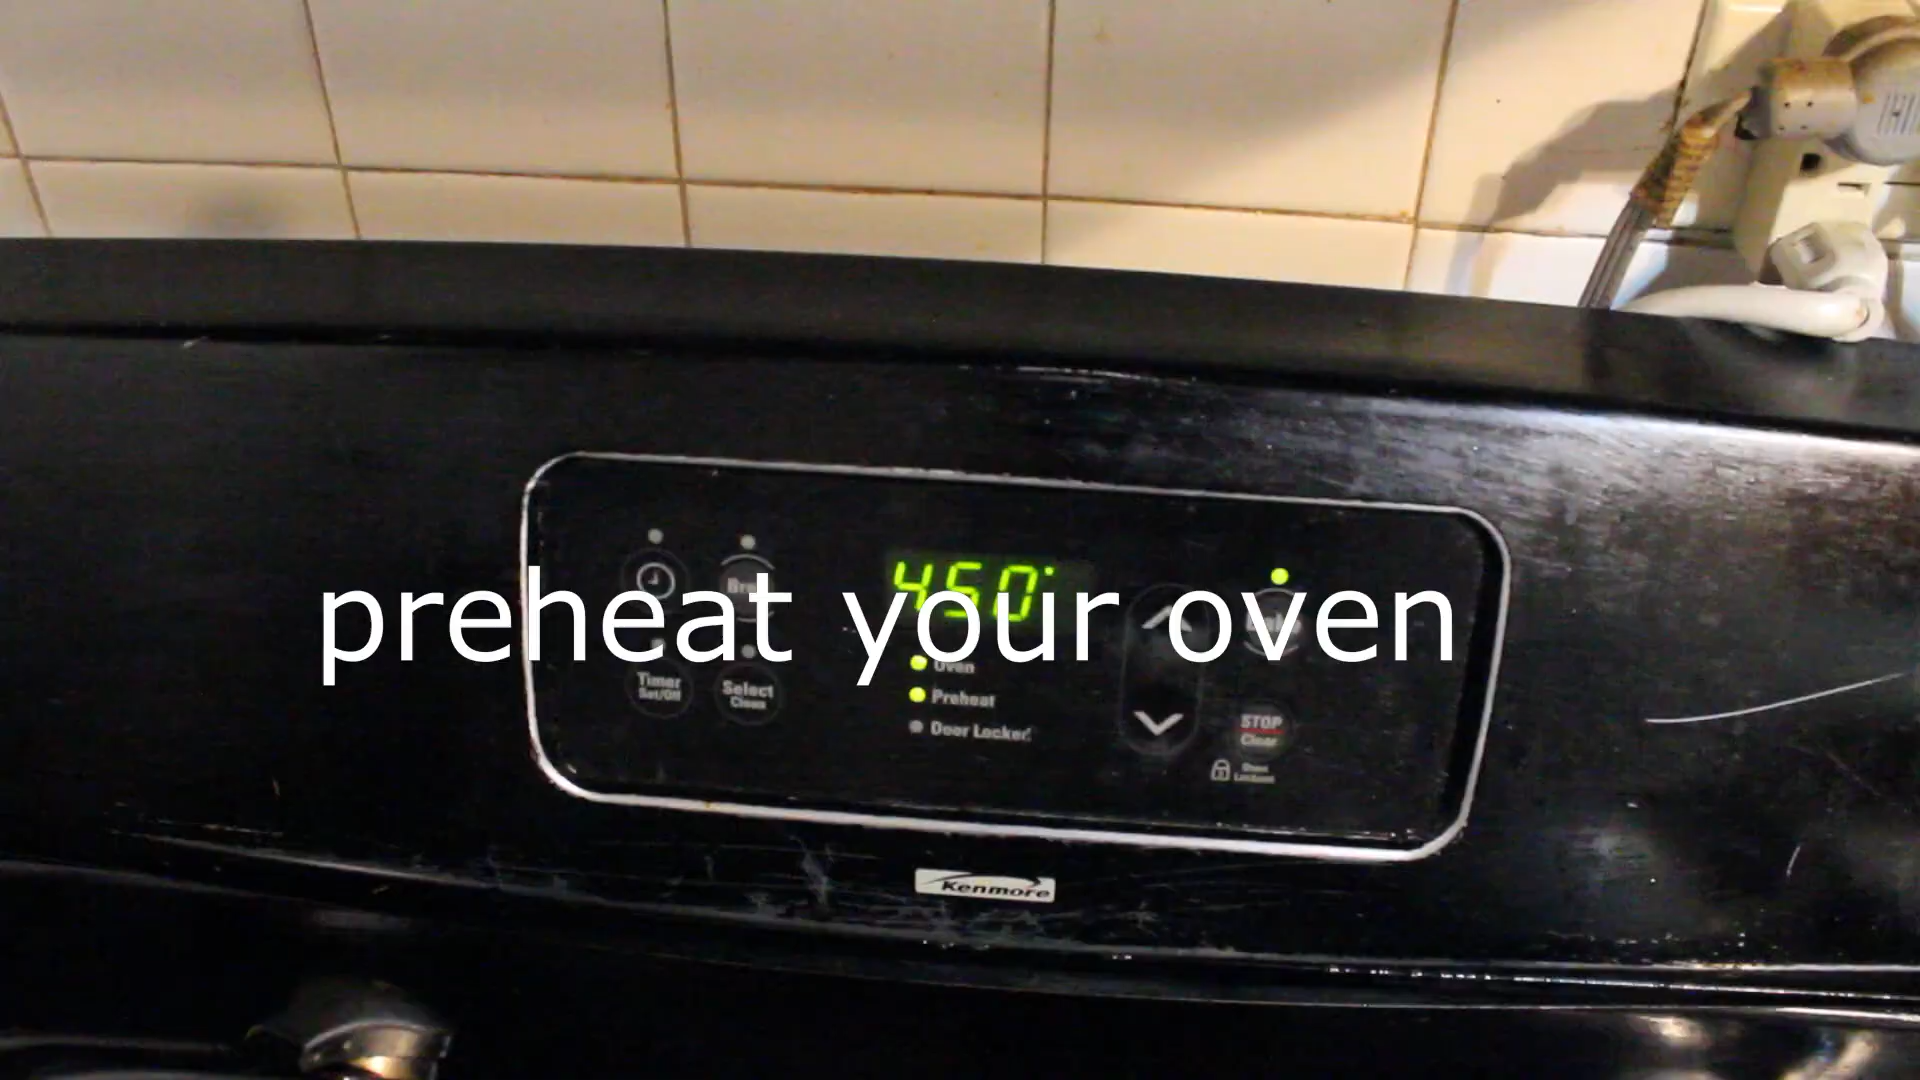 450°
preheat your oven
Oven
Timer
Set/Off
Select
Clean
Preheat
Door Locked
STOP
Clear
Kenmore